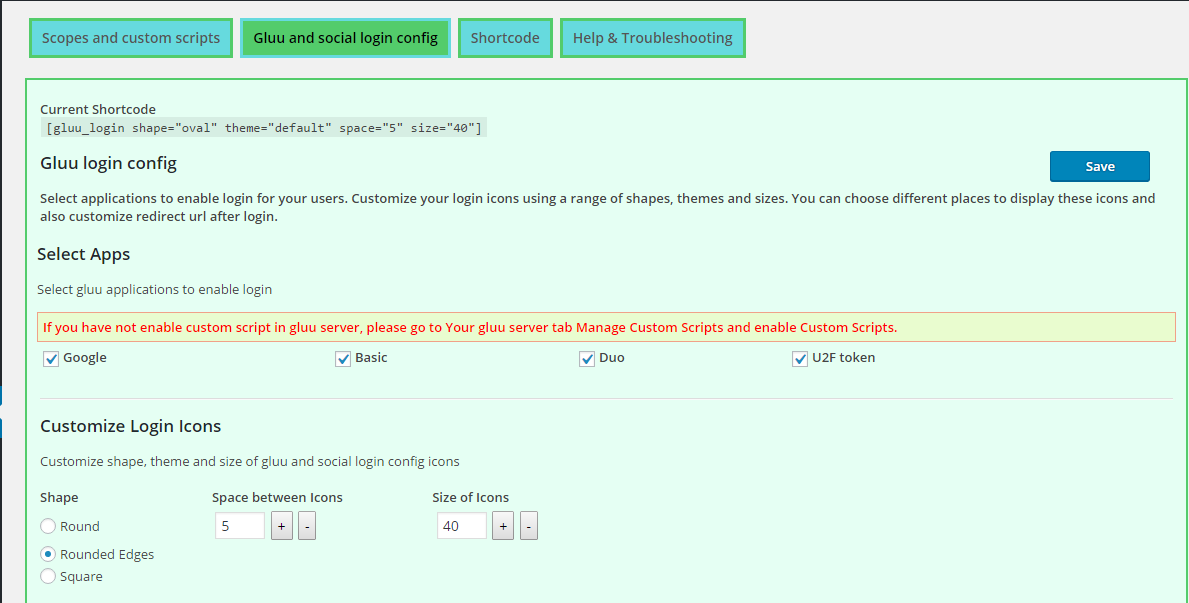 Scopes and custom scripts Gluu and social login config Shortcode Help & Troubleshooting
Current Shortcode
[gluu_login shape="oval" theme="default" space="5" size="40"]
Gluu login config
Save
Select applications to enable login for your users. Customize your login icons using a range of shapes, themes and sizes. You can choose different places to display these icons and
also customize redirect url after login.
Select Apps
Select gluu applications to enable login
If you have not enable custom script in gluu server, please go to Your gluu server tab Manage Custom Scripts and enable Custom Scripts.
Google Basic Duo U2F token
Customize Login Icons
Customize shape, theme and size of gluu and social login config icons
Shape Space between Icons Size of Icons
Round 5 + - 40 + -
Rounded Edges
Square